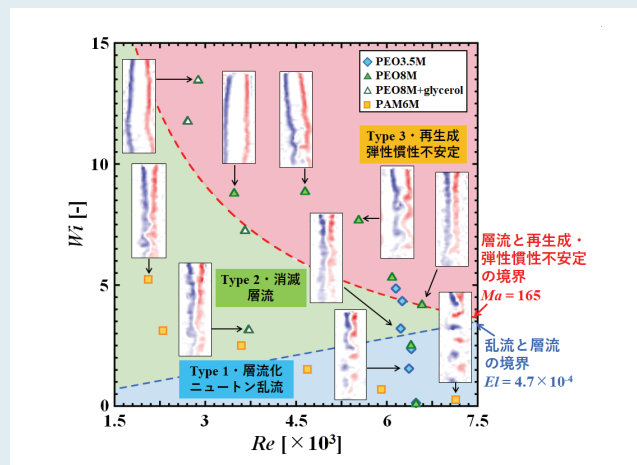 15
10
5
0
Wi [-]
1.5
3
4.5
6
7.5
Re [×10³]
PEO3.5M
PEO8M
PEO8M+glycerol
PAM6M
Type 3・再生成
弾性慣性不安定
Type 2・消滅
層流
Type 1・層流化
ニュートン乱流
層流と再生成・
弾性慣性不安定
の境界
Ma = 165
乱流と層流
の境界
El = 4.7×10⁻⁴